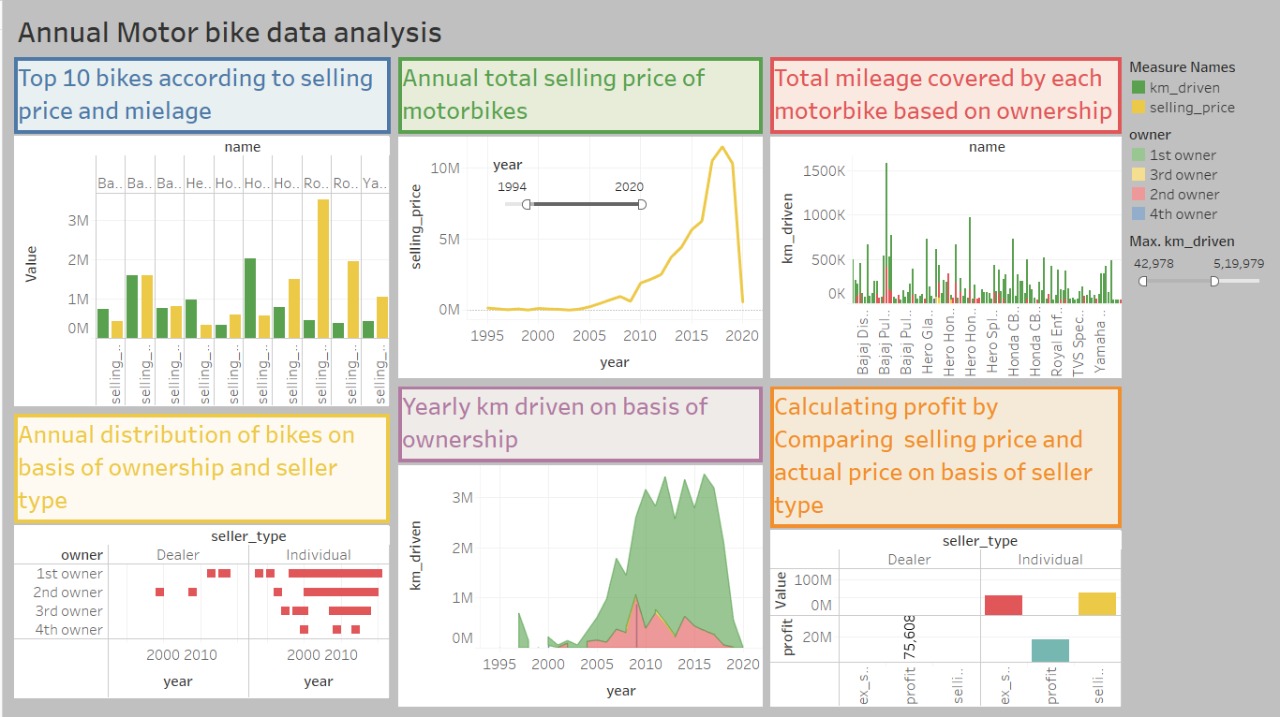 Annual Motor bike data analysis
Top 10 bikes according to selling
price and mielage
name
Ba.. Ba.. Ba.. He.. Ho.. Ho.. Ho.. Ro.. Ro.. Ya..
Value
3M
2M
1M
0M
selling_.. selling_.. selling_.. selling_.. selling_.. selling_.. selling_.. selling_.. selling_.. selling_..
Annual total selling price of
motorbikes
year
1994 2020
selling_price
10M
5M
0M
1995 2000 2005 2010 2015 2020
year
Total mileage covered by each
motorbike based on ownership
name
km_driven
1500K
1000K
500K
0K
Bajaj Dis.. Bajaj Pul.. Bajaj Pul.. Hero Gla.. Hero Hon.. Hero Hon.. Hero Spl.. Honda CB.. Honda CB.. Royal Enf.. TVS Spec.. Yamaha ..
Measure Names
km_driven
selling_price
owner
1st owner
3rd owner
2nd owner
4th owner
Max. km_driven
42,978 5,19,979
Annual distribution of bikes on
basis of ownership and seller
type
seller_type
owner Dealer Individual
1st owner
2nd owner
3rd owner
4th owner
2000 2010 2000 2010
year year
Yearly km driven on basis of
ownership
km_driven
3M
2M
1M
0M
1995 2000 2005 2010 2015 2020
year
Calculating profit by
Comparing selling price and
actual price on basis of seller
type
seller_type
Dealer Individual
Value
100M
0M
profit
20M
75,608
ex_s.. profit selli.. ex_s.. profit selli..